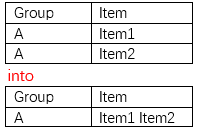 Group Item
A Item1
A Item2
into
Group Item
A Item1 Item2